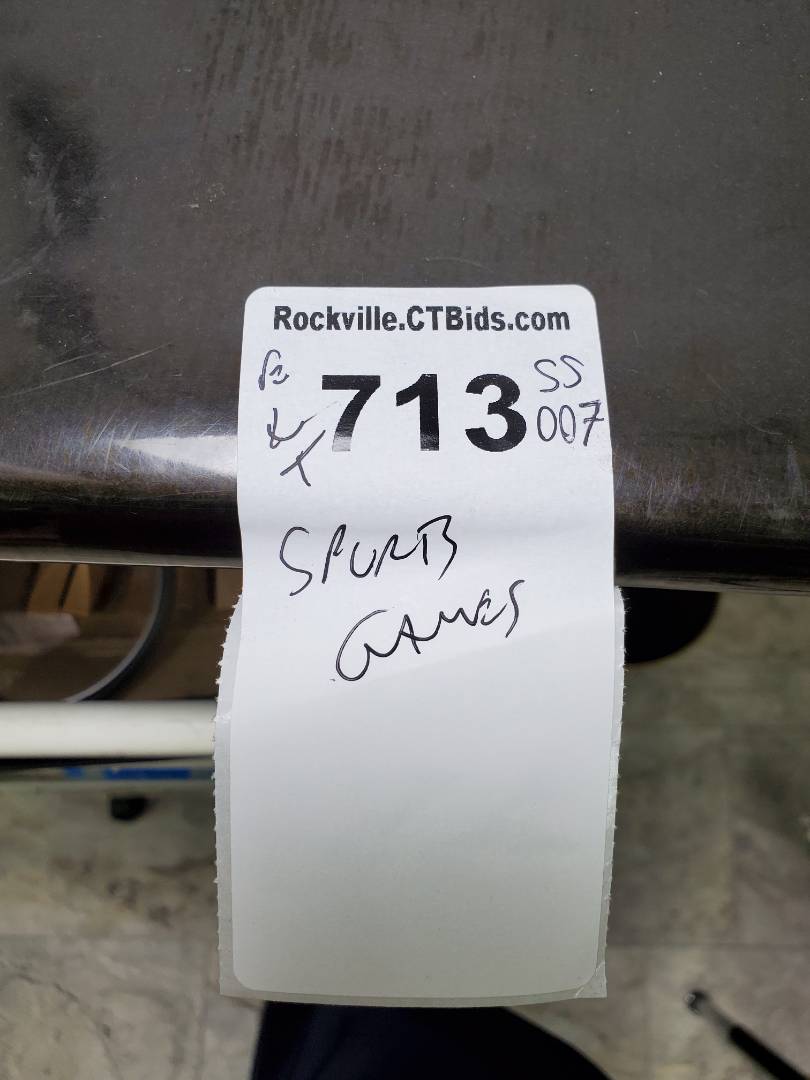 Rockville.CTBids.com
713
SS
007
SPORTS
GAMES